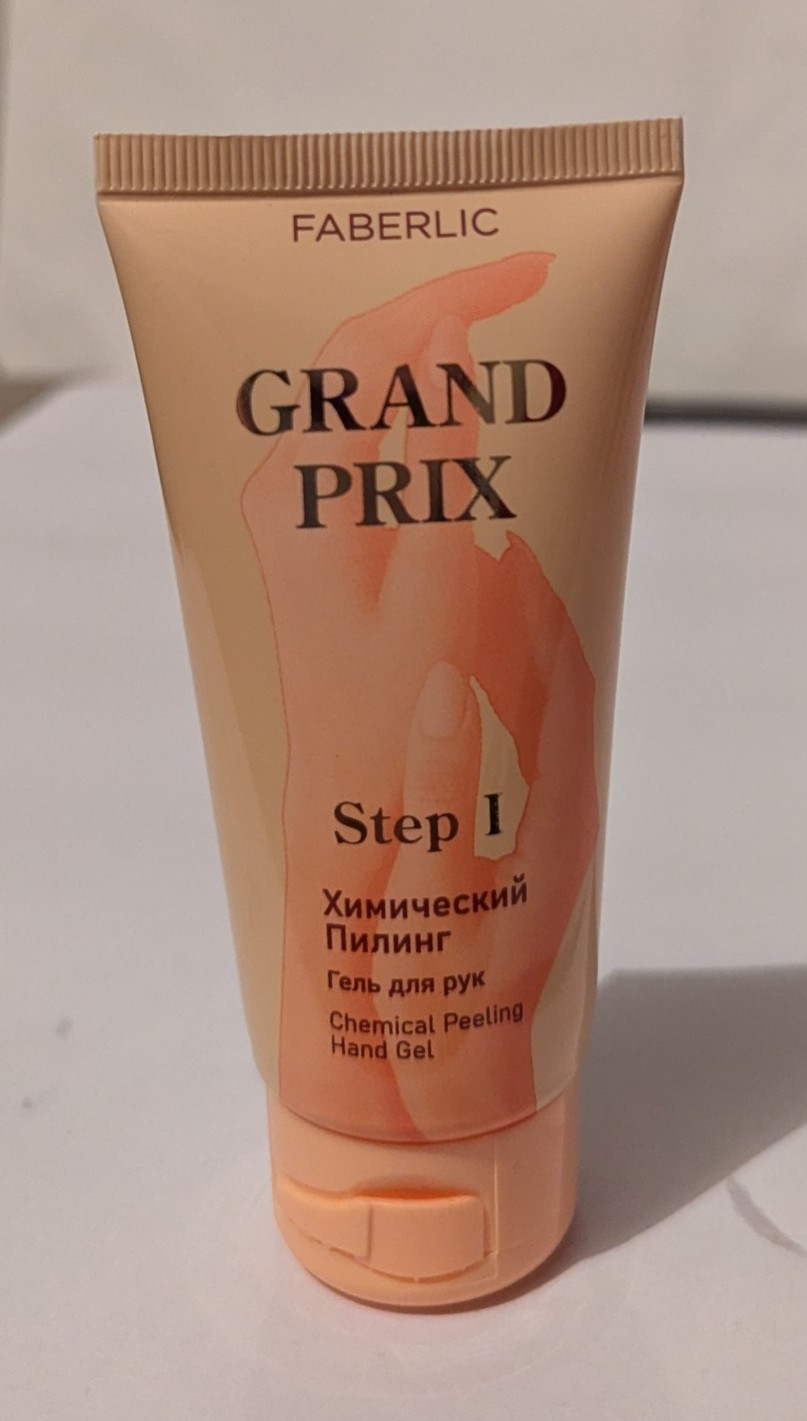 FABERLIC
GRAND
PRIX
Step I
Химический
Пилинг
Гель для рук
Chemical Peeling
Hand Gel